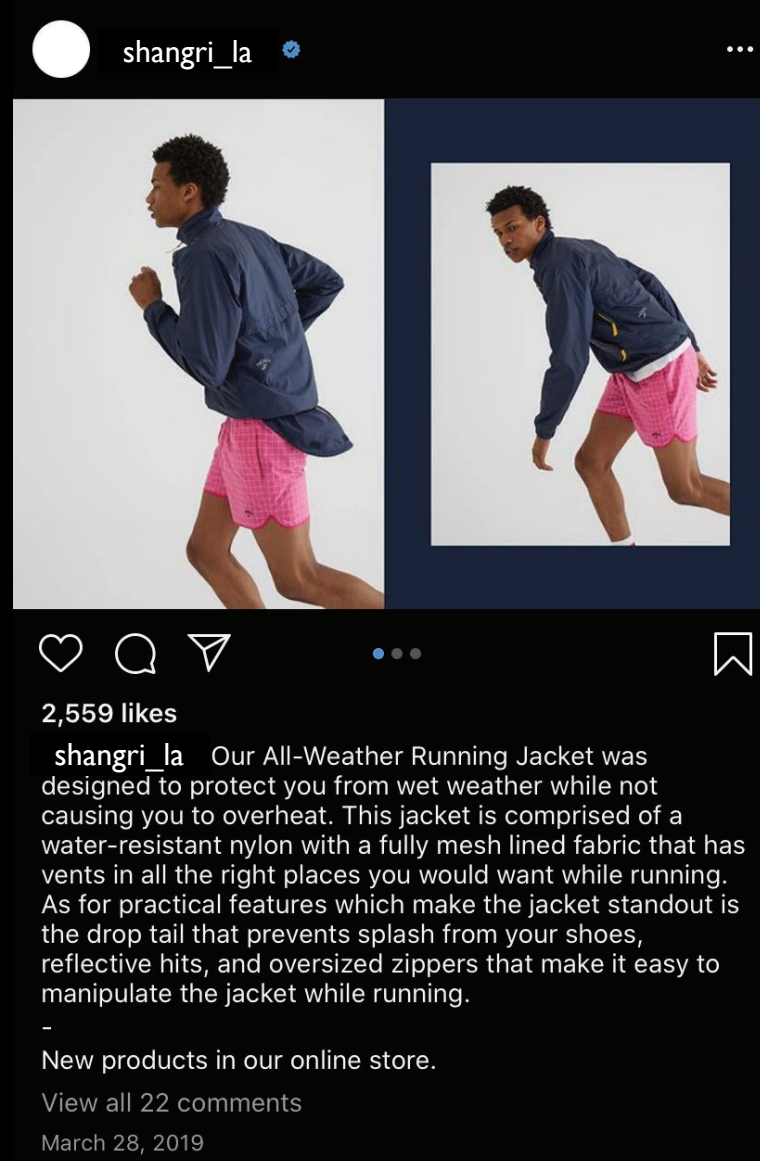 shangri_la
2,559 likes
shangri_la Our All-Weather Running Jacket was
designed to protect you from wet weather while not
causing you to overheat. This jacket is comprised of a
water-resistant nylon with a fully mesh lined fabric that has
vents in all the right places you would want while running.
As for practical features which make the jacket standout is
the drop tail that prevents splash from your shoes,
reflective hits, and oversized zippers that make it easy to
manipulate the jacket while running.
-
New products in our online store.
View all 22 comments
March 28, 2019